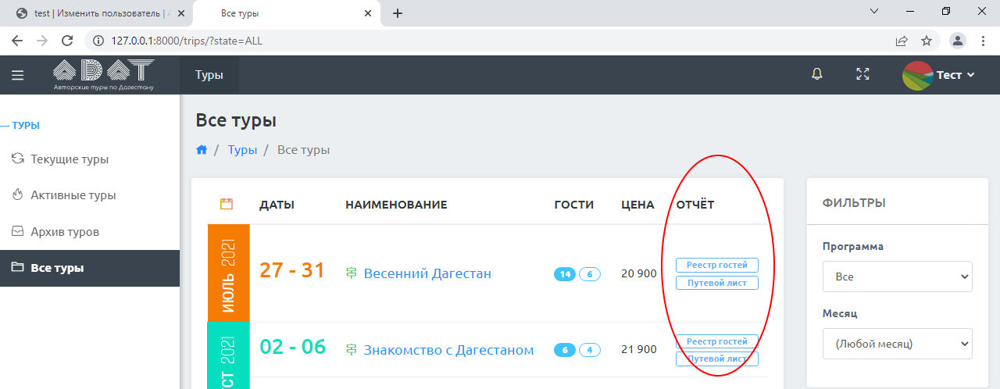 test | Изменить пользователь |
Все туры
127.0.0.1:8000/trips/?state=ALL
АДАТ
Авторские туры по Дагестану
Туры
Тест
ТУРЫ
Текущие туры
Активные туры
Архив туров
Все туры
Все туры
/ Туры / Все туры
ДАТЫ НАИМЕНОВАНИЕ ГОСТИ ЦЕНА ОТЧЁТ
ИЮЛЬ 2021
27 - 31 Весенний Дагестан 14 6 20 900
Реестр гостей
Путевой лист
2021
02 - 06 Знакомство с Дагестаном 6 4 21 900
Реестр гостей
Путевой лист
ФИЛЬТРЫ
Программа
Все
Месяц
(Любой месяц)